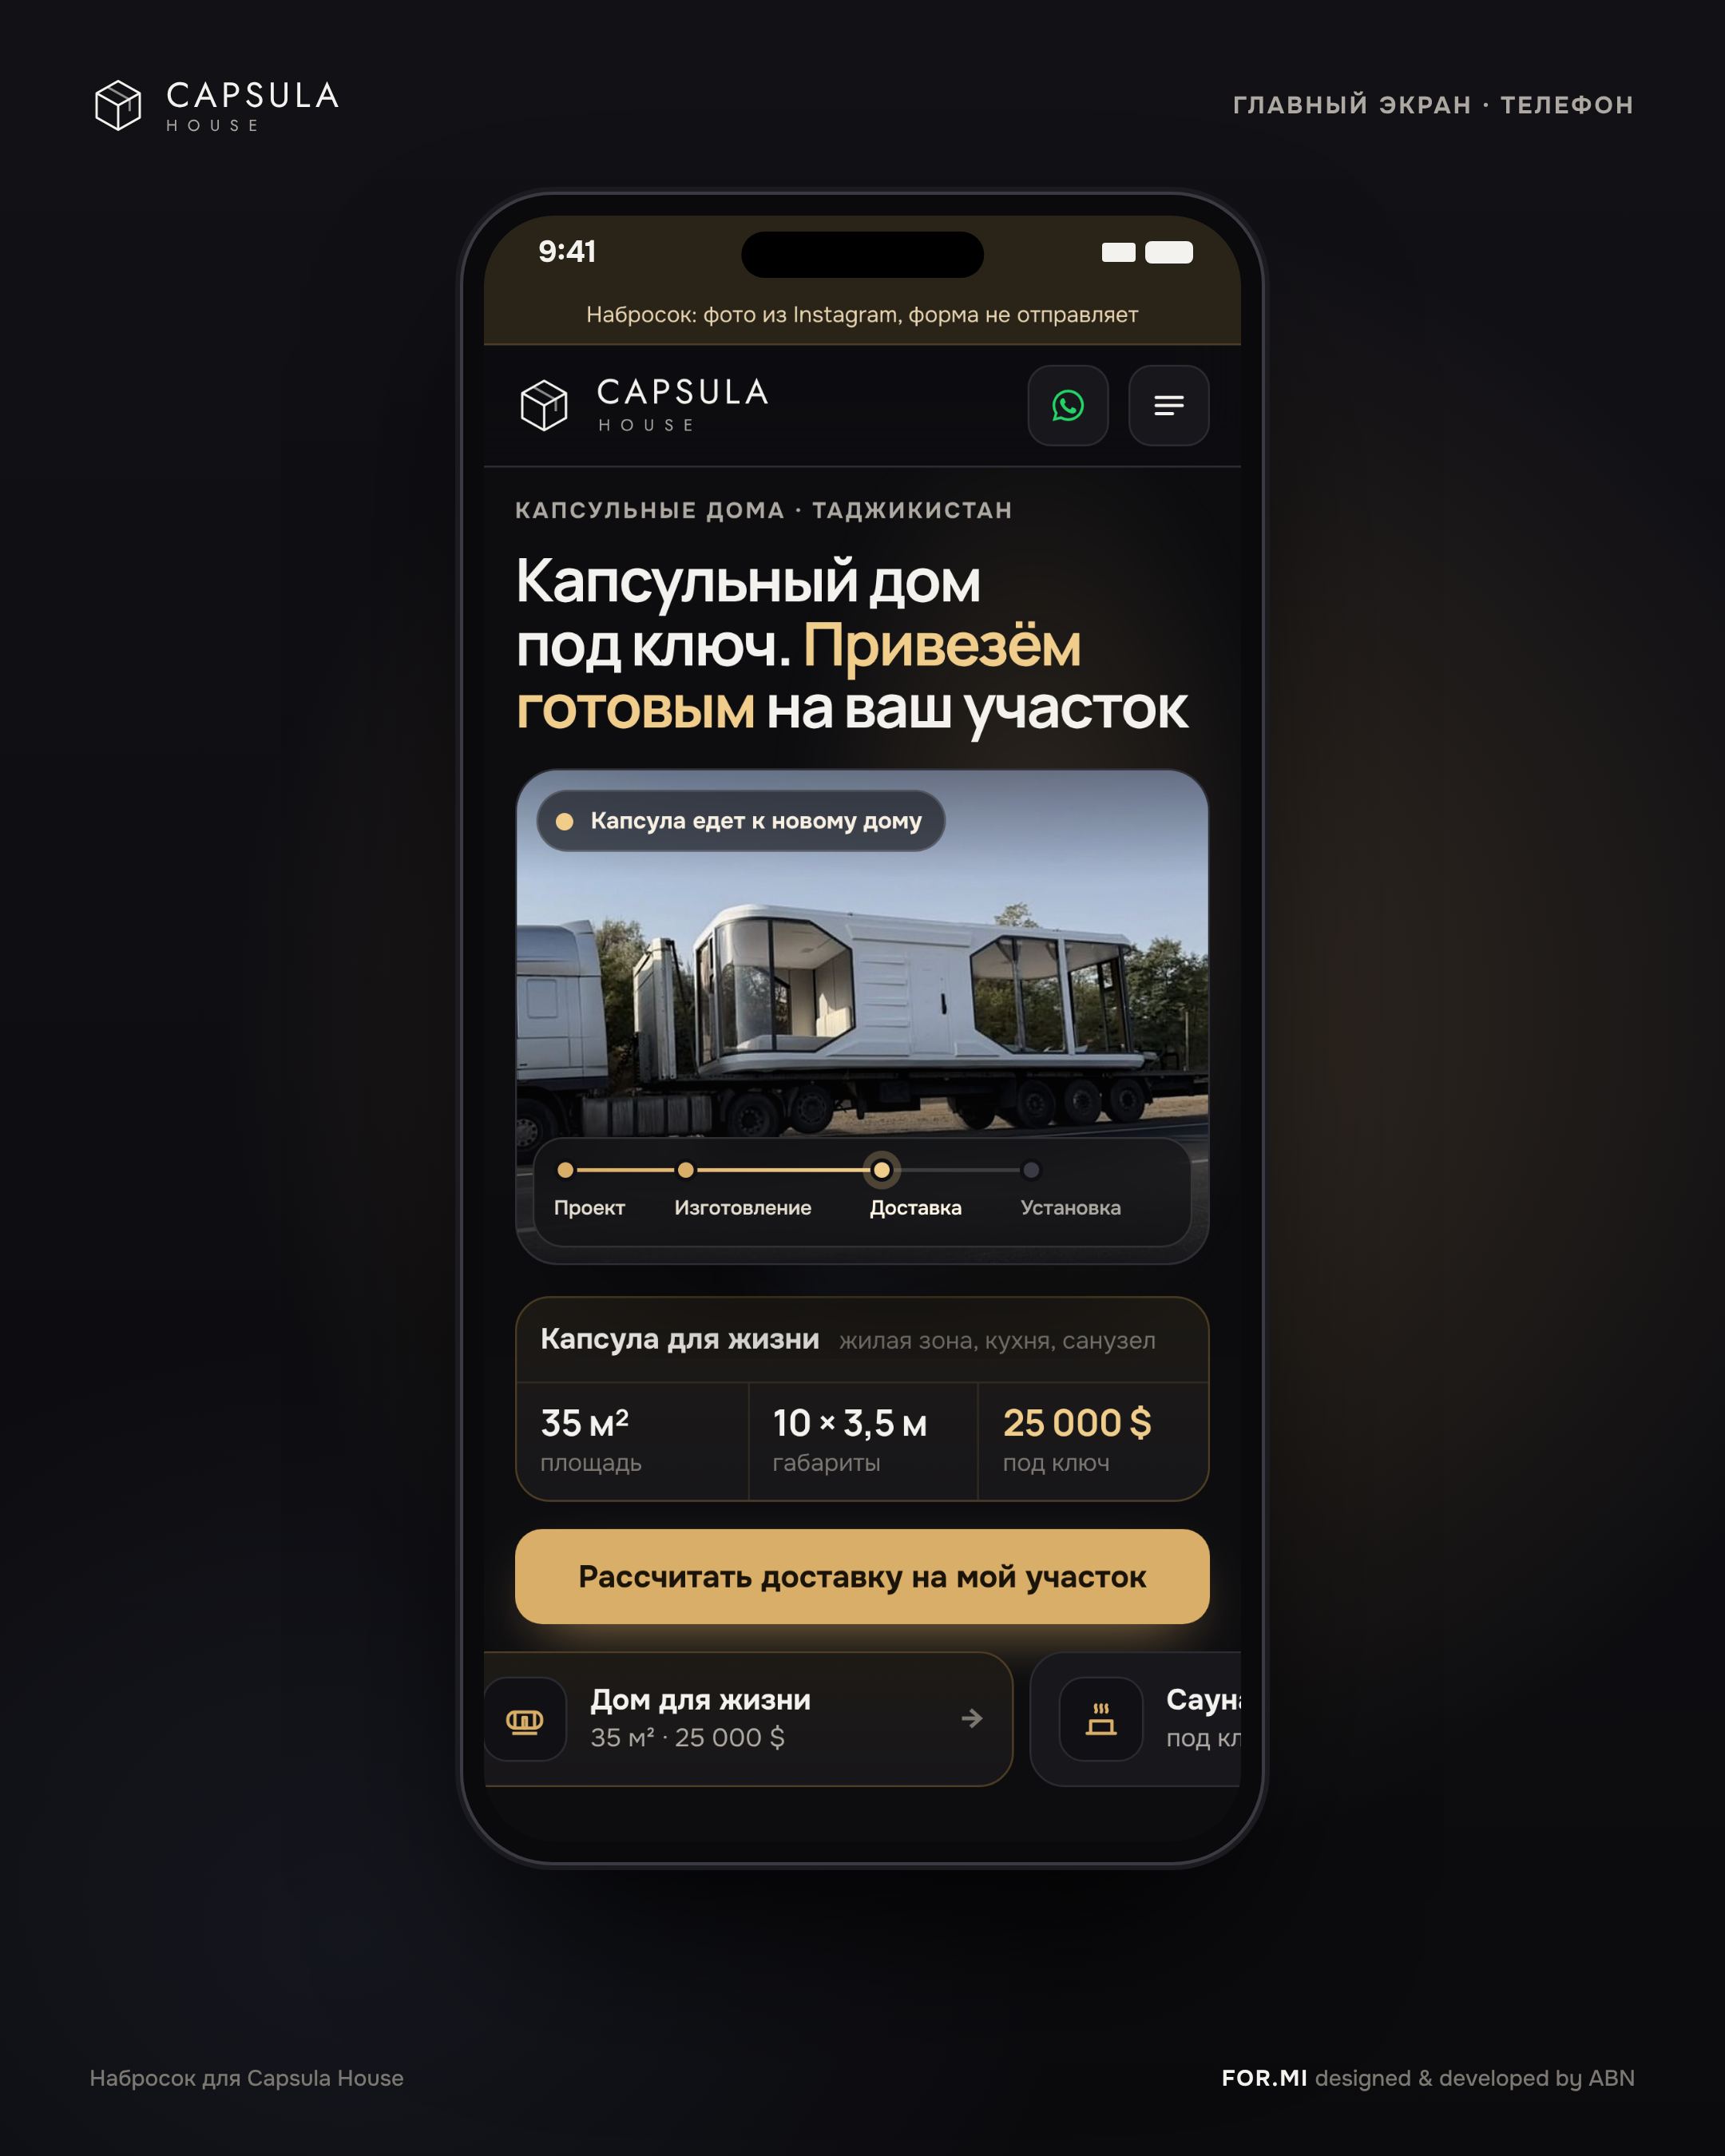 CAPSULA
HOUSE
ГЛАВНЫЙ ЭКРАН · ТЕЛЕФОН
9:41
Набросок: фото из Instagram, форма не отправляет
CAPSULA
HOUSE
КАПСУЛЬНЫЕ ДОМА · ТАДЖИКИСТАН
Капсульный дом
под ключ. Привезём
готовым на ваш участок
Капсула едет к новому дому
Проект Изготовление Доставка Установка
Капсула для жизни жилая зона, кухня, санузел
35 м² 10 × 3,5 м 25 000 $
площадь габариты под ключ
Рассчитать доставку на мой участок
Дом для жизни
35 м² · 25 000 $
Сауна
под кл
Набросок для Capsula House
FOR.MI designed & developed by ABN